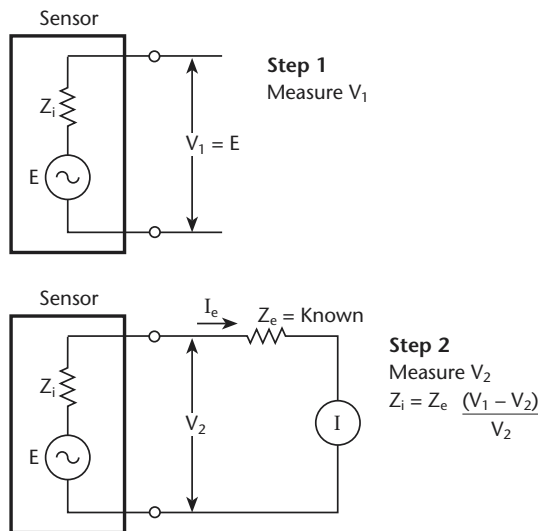 Sensor
Z_i
E
V_1 = E
Step 1
Measure V_1
Sensor
Z_i
E
I_e
Z_e = Known
V_2
I
Step 2
Measure V_2
Z_i = Z_e (V_1 – V_2) / V_2